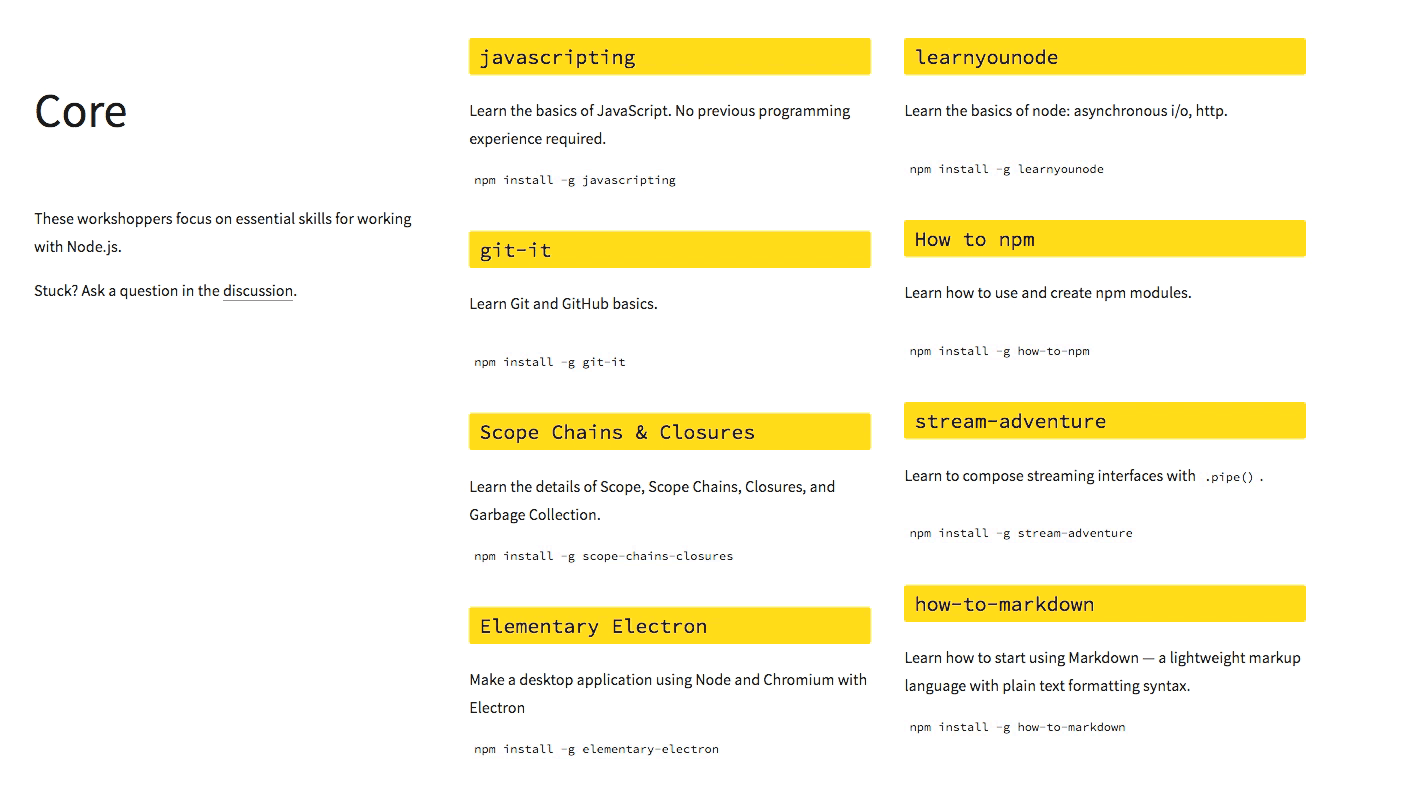 Core
These workshoppers focus on essential skills for working
with Node.js.
Stuck? Ask a question in the discussion.
javascripting
Learn the basics of JavaScript. No previous programming
experience required.
npm install -g javascripting
git-it
Learn Git and GitHub basics.
npm install -g git-it
Scope Chains & Closures
Learn the details of Scope, Scope Chains, Closures, and
Garbage Collection.
npm install -g scope-chains-closures
Elementary Electron
Make a desktop application using Node and Chromium with
Electron
npm install -g elementary-electron
learnyounode
Learn the basics of node: asynchronous i/o, http.
npm install -g learnyounode
How to npm
Learn how to use and create npm modules.
npm install -g how-to-npm
stream-adventure
Learn to compose streaming interfaces with .pipe() .
npm install -g stream-adventure
how-to-markdown
Learn how to start using Markdown — a lightweight markup
language with plain text formatting syntax.
npm install -g how-to-markdown